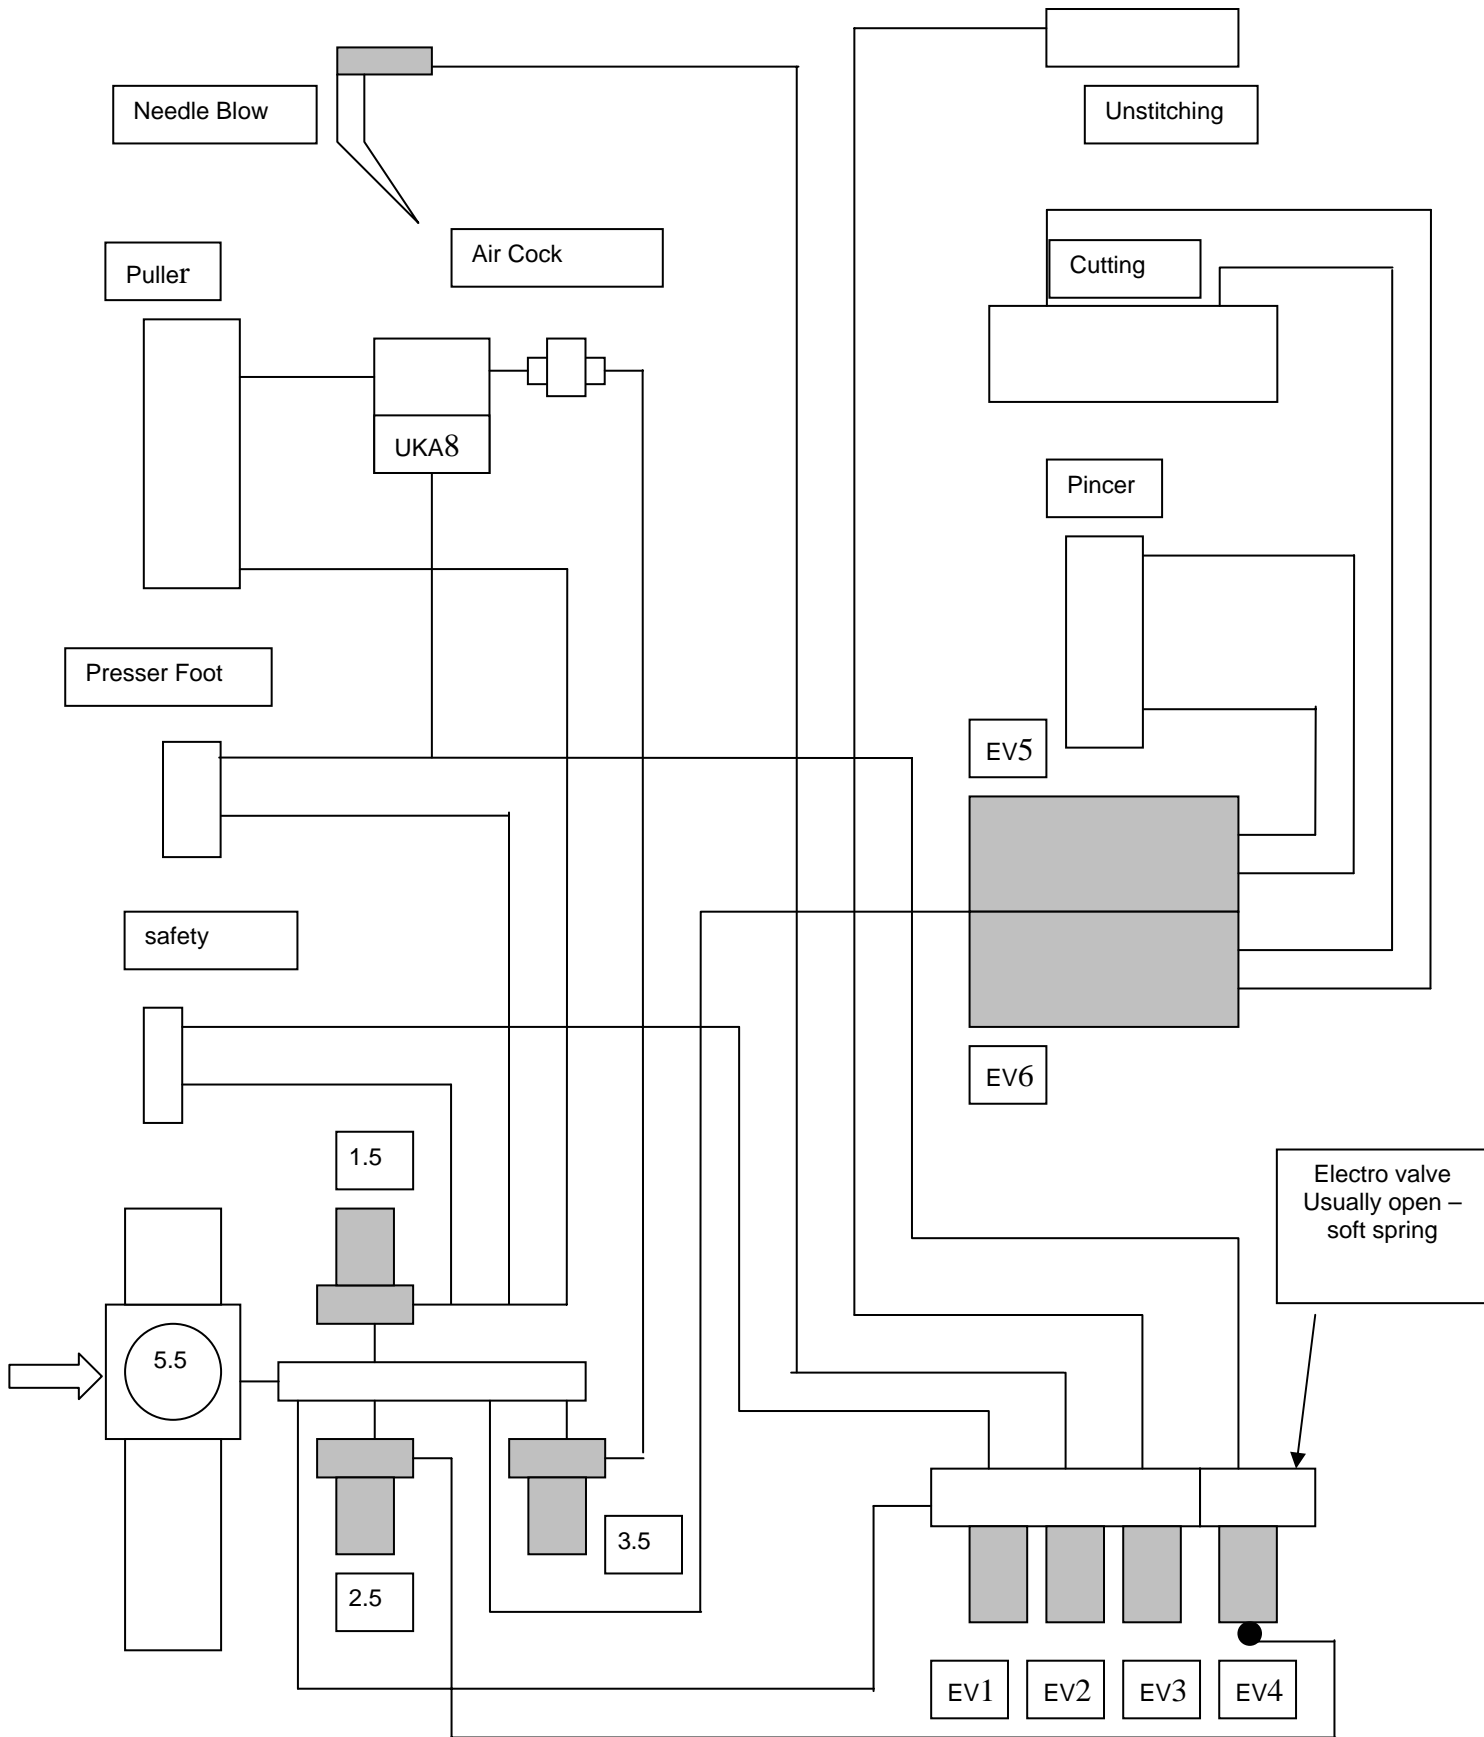 Needle Blow
Unstitching
Air Cock
Cutting
Puller
UKA8
Pincer
Presser Foot
EV5
safety
EV6
1.5
Electro valve
Usually open –
soft spring
5.5
3.5
2.5
EV1
EV2
EV3
EV4